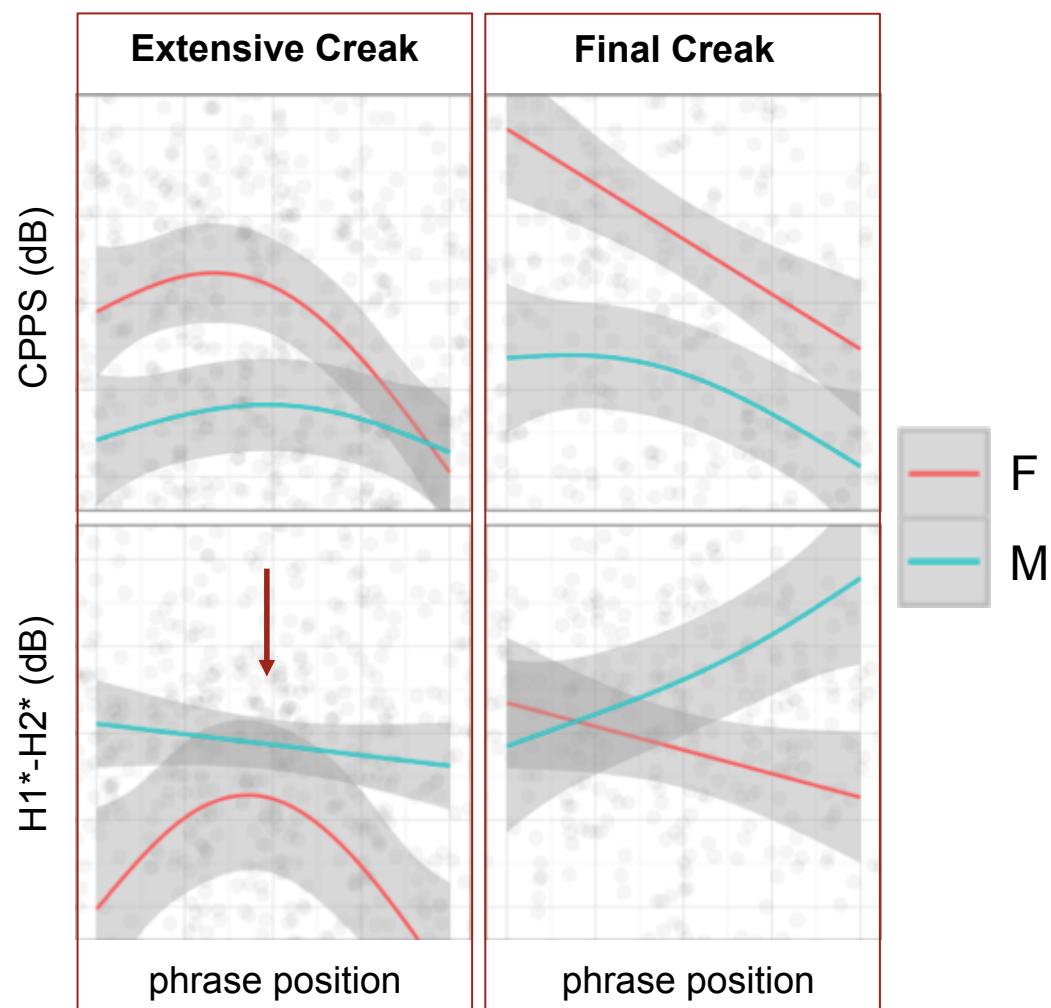 Extensive Creak
Final Creak
CPPS (dB)
H1*-H2* (dB)
F
M
phrase position
phrase position